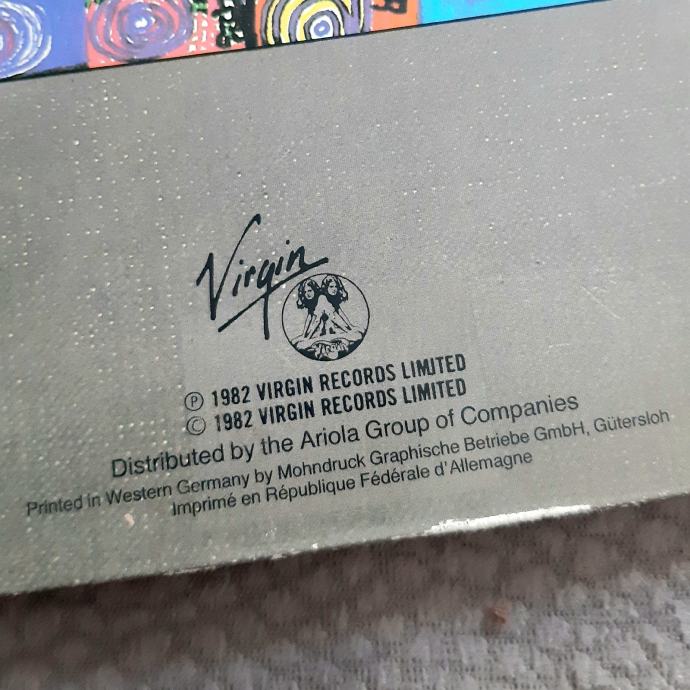 Virgin
VIRGIN
Ⓟ 1982 VIRGIN RECORDS LIMITED
© 1982 VIRGIN RECORDS LIMITED
Distributed by the Ariola Group of Companies
Printed in Western Germany by Mohndruck Graphische Betriebe GmbH, Gütersloh
Imprimé en République Fédérale d'Allemagne